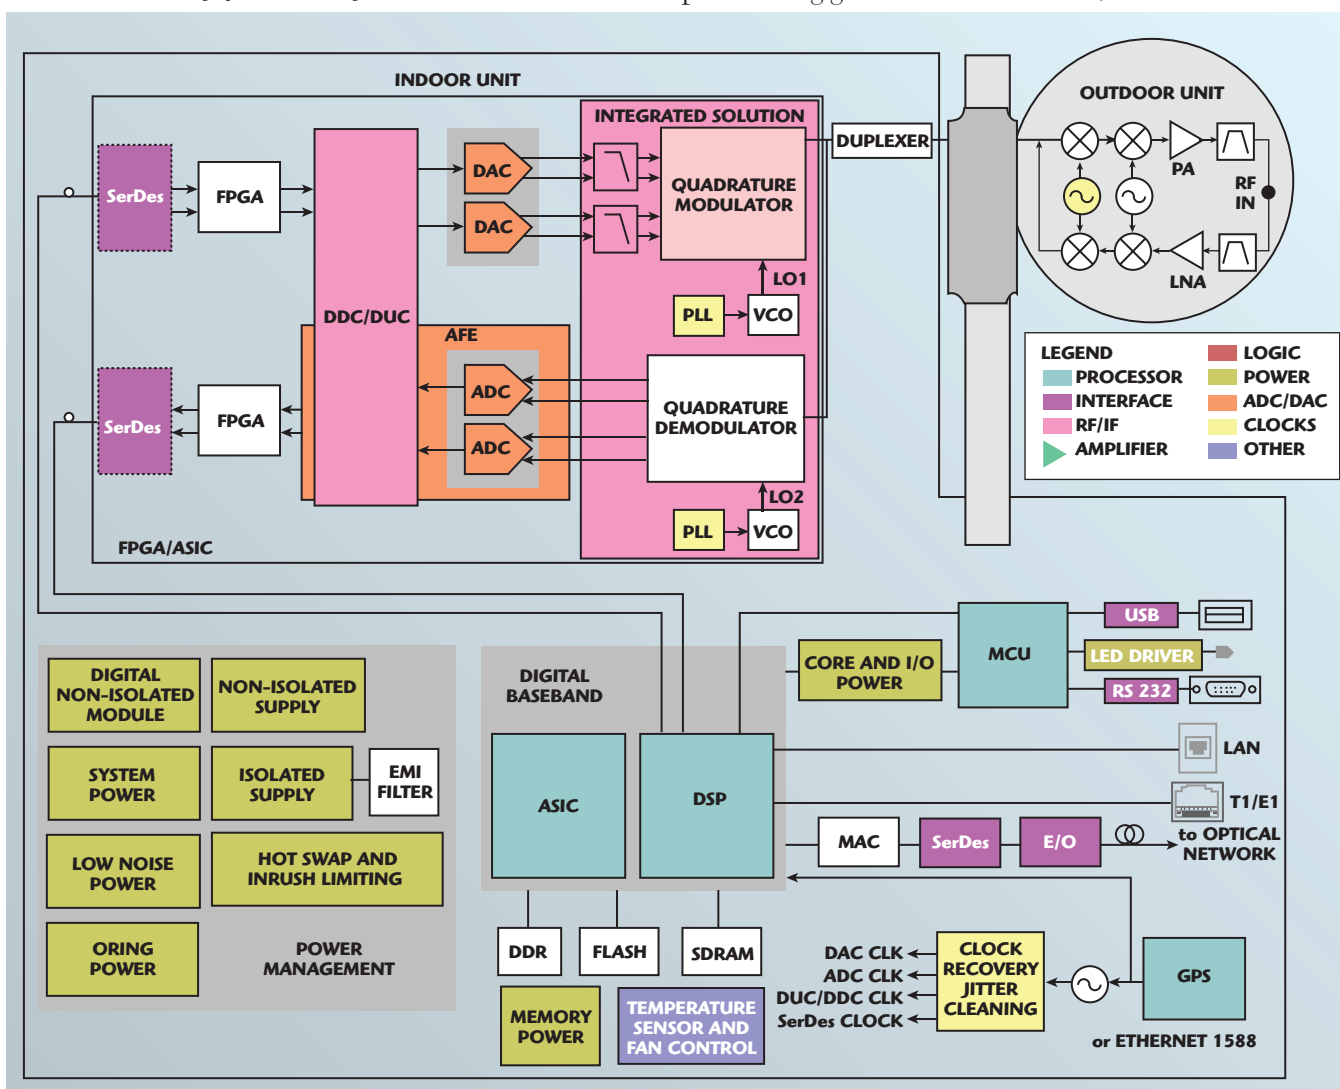 INDOOR UNIT
OUTDOOR UNIT
INTEGRATED SOLUTION
DUPLEXER
SerDes
FPGA
DAC
DAC
QUADRATURE
MODULATOR
PA
RF
IN
LNA
LO1
PLL
VCO
DDC/DUC
AFE
SerDes
FPGA
ADC
ADC
QUADRATURE
DEMODULATOR
LO2
PLL
VCO
FPGA/ASIC
LEGEND
PROCESSOR
INTERFACE
RF/IF
AMPLIFIER
LOGIC
POWER
ADC/DAC
CLOCKS
OTHER
DIGITAL
NON-ISOLATED
MODULE
NON-ISOLATED
SUPPLY
SYSTEM
POWER
ISOLATED
SUPPLY
EMI
FILTER
LOW NOISE
POWER
HOT SWAP AND
INRUSH LIMITING
ORING
POWER
POWER
MANAGEMENT
DIGITAL
BASEBAND
ASIC
DSP
CORE AND I/O
POWER
MCU
USB
LED DRIVER
RS 232
LAN
T1/E1
MAC
SerDes
E/O
to OPTICAL
NETWORK
DDR
FLASH
SDRAM
MEMORY
POWER
TEMPERATURE
SENSOR AND
FAN CONTROL
DAC CLK
ADC CLK
DUC/DDC CLK
SerDes CLOCK
CLOCK
RECOVERY
JITTER
CLEANING
GPS
or ETHERNET 1588